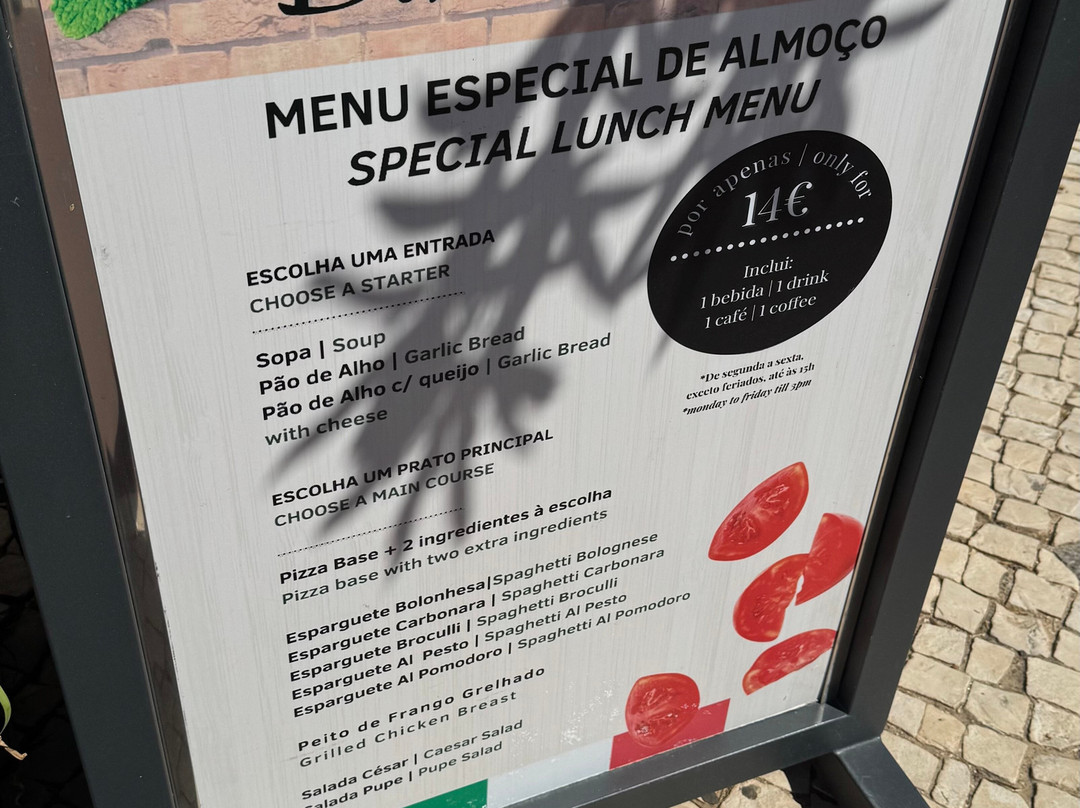 MENU ESPECIAL DE ALMOÇO
SPECIAL LUNCH MENU
por apenas | only for
14€
Inclui:
1 bebida | 1 drink
1 café | 1 coffee
*De segunda a sexta,
exceto feriados, até às 15h
*monday to friday till 3pm
ESCOLHA UMA ENTRADA
CHOOSE A STARTER
Sopa | Soup
Pão de Alho | Garlic Bread
Pão de Alho c/ queijo | Garlic Bread
with cheese
ESCOLHA UM PRATO PRINCIPAL
CHOOSE A MAIN COURSE
Pizza Base + 2 ingredientes à escolha
Pizza base with two extra ingredients
Esparguete Bolonhesa|Spaghetti Bolognese
Esparguete Carbonara | Spaghetti Carbonara
Esparguete Broculli | Spaghetti Broculli
Esparguete Al Pesto | Spaghetti Al Pesto
Esparguete Al Pomodoro | Spaghetti Al Pomodoro
Peito de Frango Grelhado
Grilled Chicken Breast
Salada César | Caesar Salad
Salada Pupe | Pupe Salad